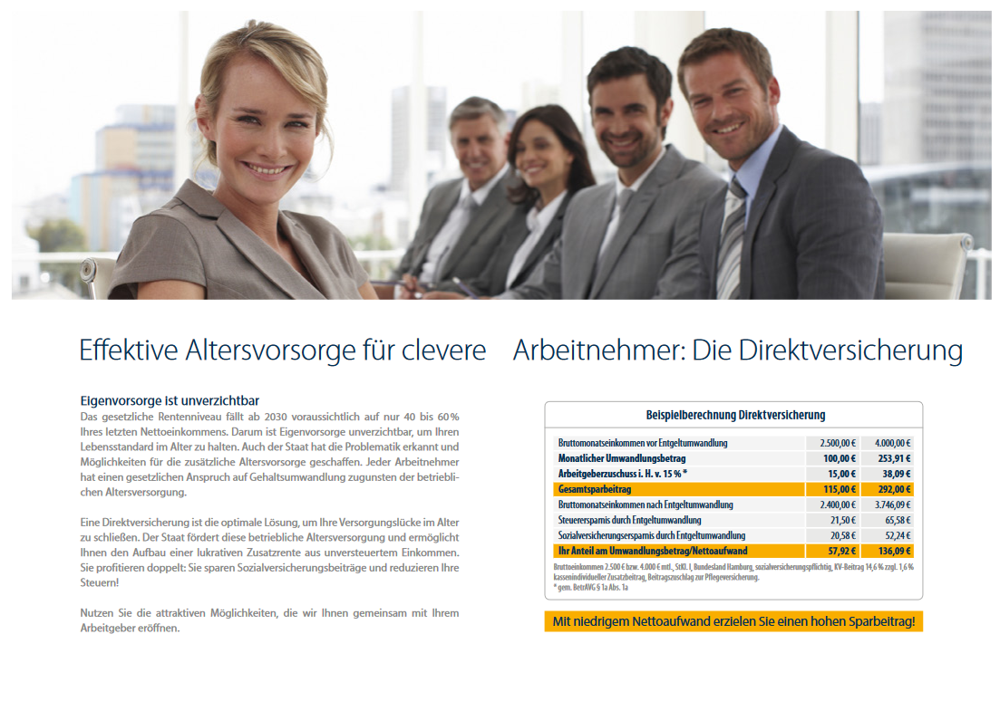 Effektive Altersvorsorge für clevere Arbeitnehmer: Die Direktversicherung
Eigenvorsorge ist unverzichtbar
Das gesetzliche Rentenniveau fällt ab 2030 voraussichtlich auf nur 40 bis 60 %
Ihres letzten Nettoeinkommens. Darum ist Eigenvorsorge unverzichtbar, um Ihren
Lebensstandard im Alter zu halten. Auch der Staat hat die Problematik erkannt und
Möglichkeiten für die zusätzliche Altersvorsorge geschaffen. Jeder Arbeitnehmer
hat einen gesetzlichen Anspruch auf Gehaltsumwandlung zugunsten der betriebli-
chen Altersversorgung.
Eine Direktversicherung ist die optimale Lösung, um Ihre Versorgungslücke im Alter
zu schließen. Der Staat fördert diese betriebliche Altersversorgung und ermöglicht
Ihnen den Aufbau einer lukrativen Zusatzrente aus unversteuertem Einkommen.
Sie profitieren doppelt: Sie sparen Sozialversicherungsbeiträge und reduzieren Ihre
Steuern!
Nutzen Sie die attraktiven Möglichkeiten, die wir Ihnen gemeinsam mit Ihrem
Arbeitgeber eröffnen.
Beispielberechnung Direktversicherung
Bruttomonatseinkommen vor Entgeltumwandlung 2.500,00 € 4.000,00 €
Monatlicher Umwandlungsbetrag 100,00 € 253,91 €
Arbeitgeberzuschuss i. H. v. 15 % * 15,00 € 38,09 €
Gesamtsparbeitrag 115,00 € 292,00 €
Bruttomonatseinkommen nach Entgeltumwandlung 2.400,00 € 3.746,09 €
Steuerersparnis durch Entgeltumwandlung 21,50 € 65,58 €
Sozialversicherungsersparnis durch Entgeltumwandlung 20,58 € 52,24 €
Ihr Anteil am Umwandlungsbetrag/Nettoaufwand 57,92 € 136,09 €
Bruttoeinkommen 2.500 € bzw. 4.000 € mtl., StKl. I, Bundesland Hamburg, sozialversicherungspflichtig, KV-Beitrag 14,6 % zzgl. 1,6 %
kassenindividueller Zusatzbeitrag, Beitragszuschlag zur Pflegeversicherung.
* gem. BetrAVG § 1a Abs. 1a
Mit niedrigem Nettoaufwand erzielen Sie einen hohen Sparbeitrag!